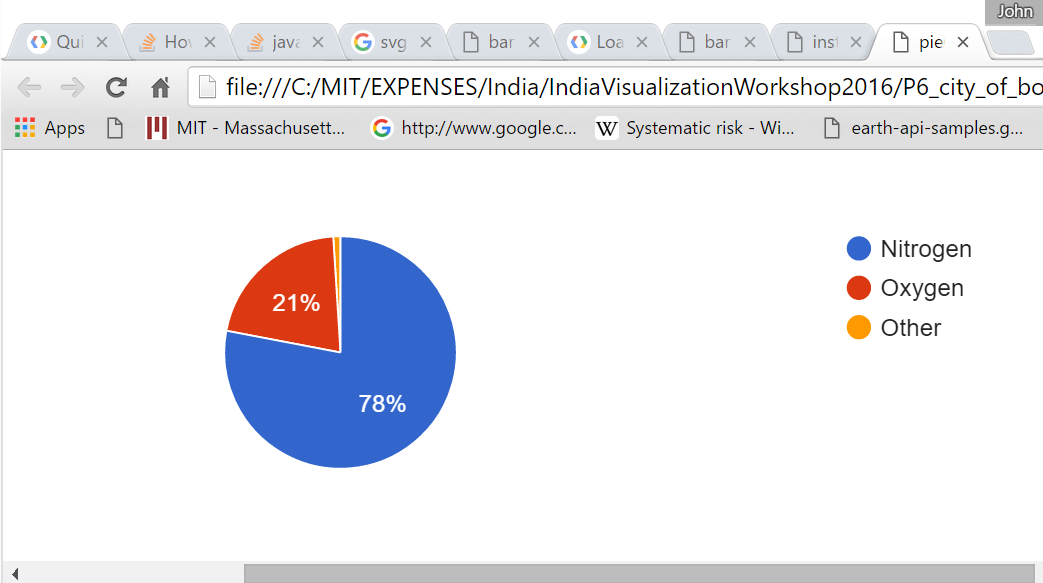 John
Qui
Hov
java
svg
bar
Loa
bar
inst
pie
file:///C:/MIT/EXPENSES/India/IndiaVisualizationWorkshop2016/P6_city_of_bo
Apps MIT - Massachusett... http://www.google.c... W Systematic risk - Wi... earth-api-samples.g...
Nitrogen
Oxygen
Other
21%
78%